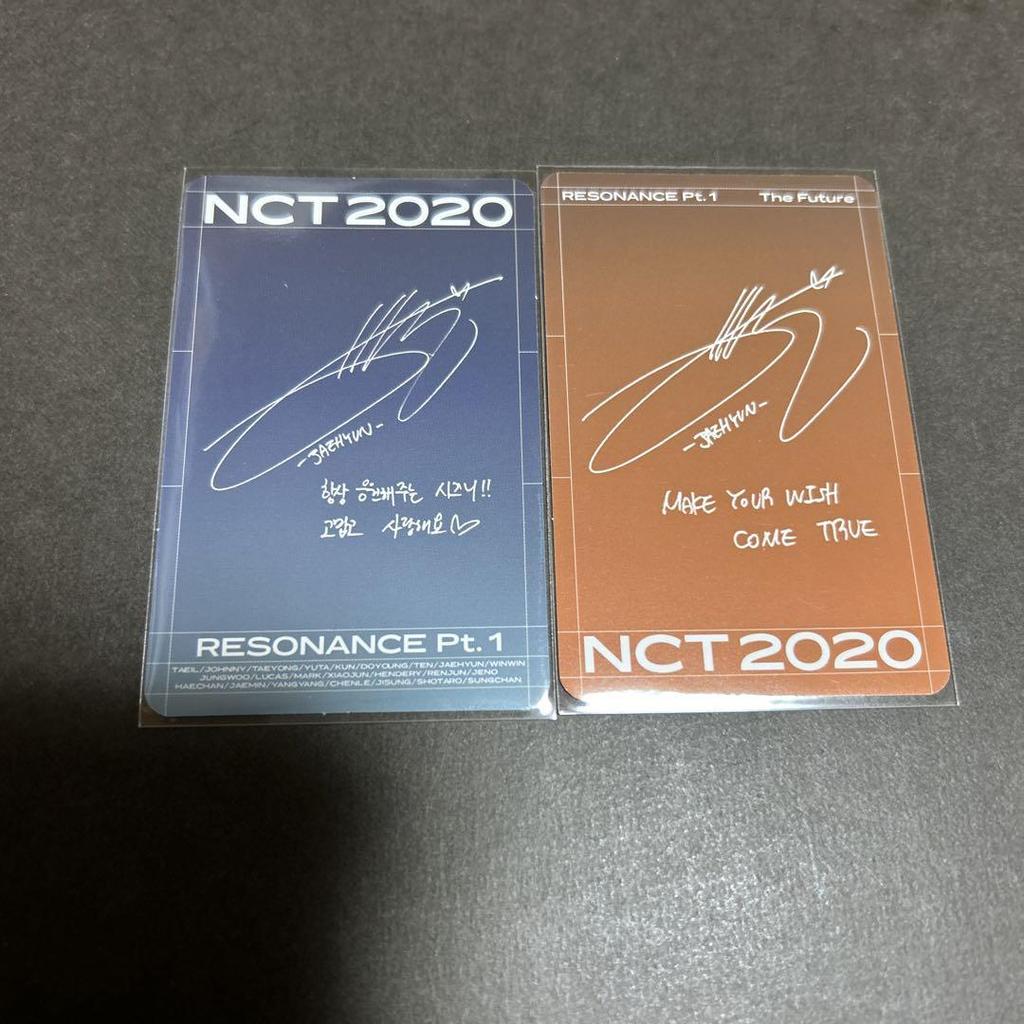 NCT 2020
-JAEHYUN-
항상 응원해주는 시즈니!!
고맙고 사랑해요♡
RESONANCE Pt. 1
TAEIL/JOHNNY/TAEYONG/YUTA/KUN/DOYOUNG/TEN/JAEHYUN/WINWIN
JUNGWOO/LUCAS/MARK/XIAOJUN/HENDERY/RENJUN/JENO
HAECHAN/JAEMIN/YANGYANG/CHENLE/JISUNG/SHOTARO/SUNGCHAN
RESONANCE Pt. 1 The Future
-JAEHYUN-
MAKE YOUR WISH
COME TRUE
NCT 2020